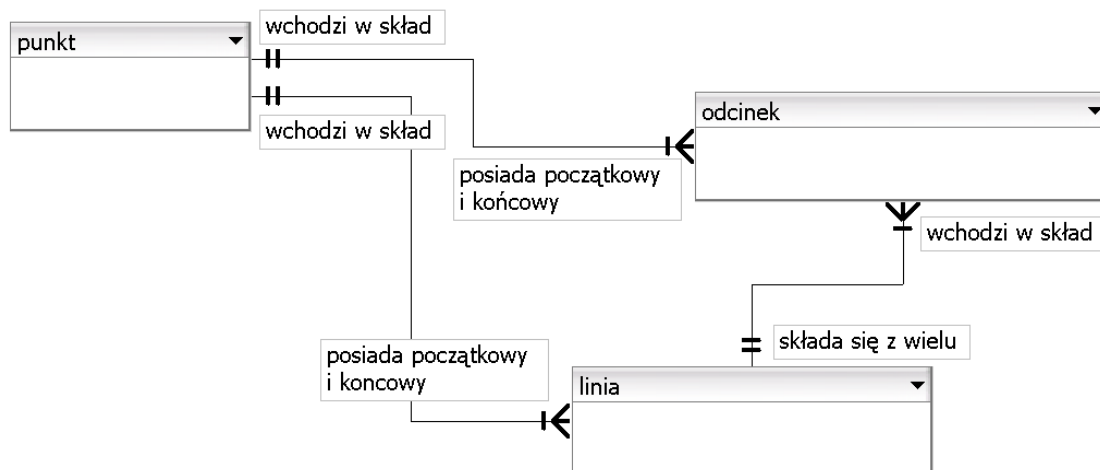 wchodzi w skład
punkt
wchodzi w skład
odcinek
posiada początkowy
i końcowy
wchodzi w skład
składa się z wielu
posiada początkowy
i koncowy
linia